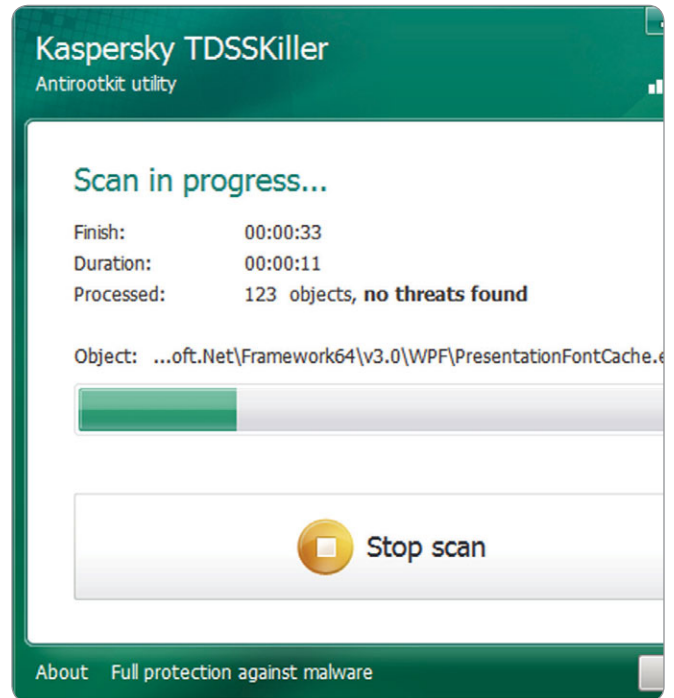 Kaspersky TDSSKiller
Antirootkit utility
Scan in progress...
Finish: 00:00:33
Duration: 00:00:11
Processed: 123 objects, no threats found
Object: ...oft.Net\Framework64\v3.0\WPF\PresentationFontCache.e
Stop scan
About Full protection against malware